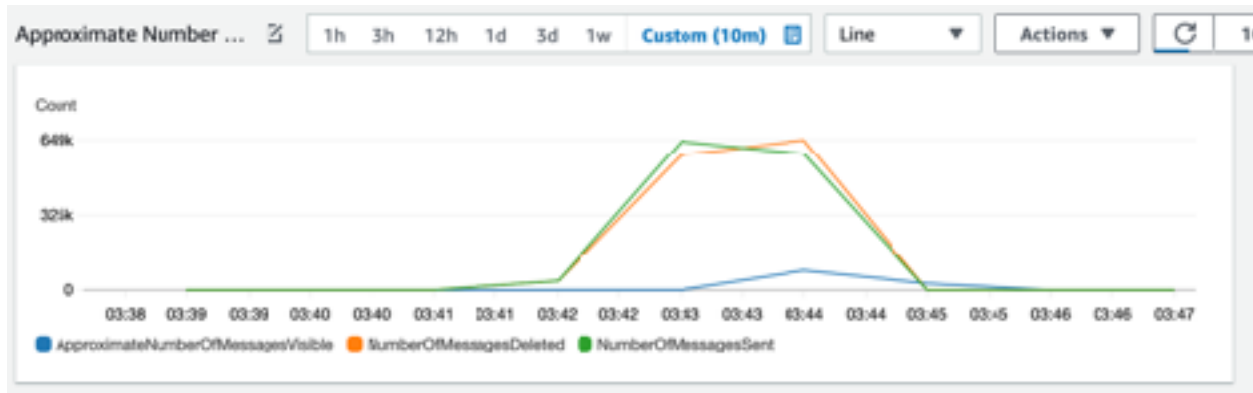 Approximate Number ... 1h 3h 12h 1d 3d 1w Custom (10m) Line Actions
Count
649k
325k
0
03:38 03:39 03:39 03:40 03:40 03:41 03:41 03:42 03:42 03:43 03:43 03:44 03:44 03:45 03:45 03:46 03:46 03:47
ApproximateNumberOfMessagesVisible NumberOfMessagesDeleted NumberOfMessagesSent